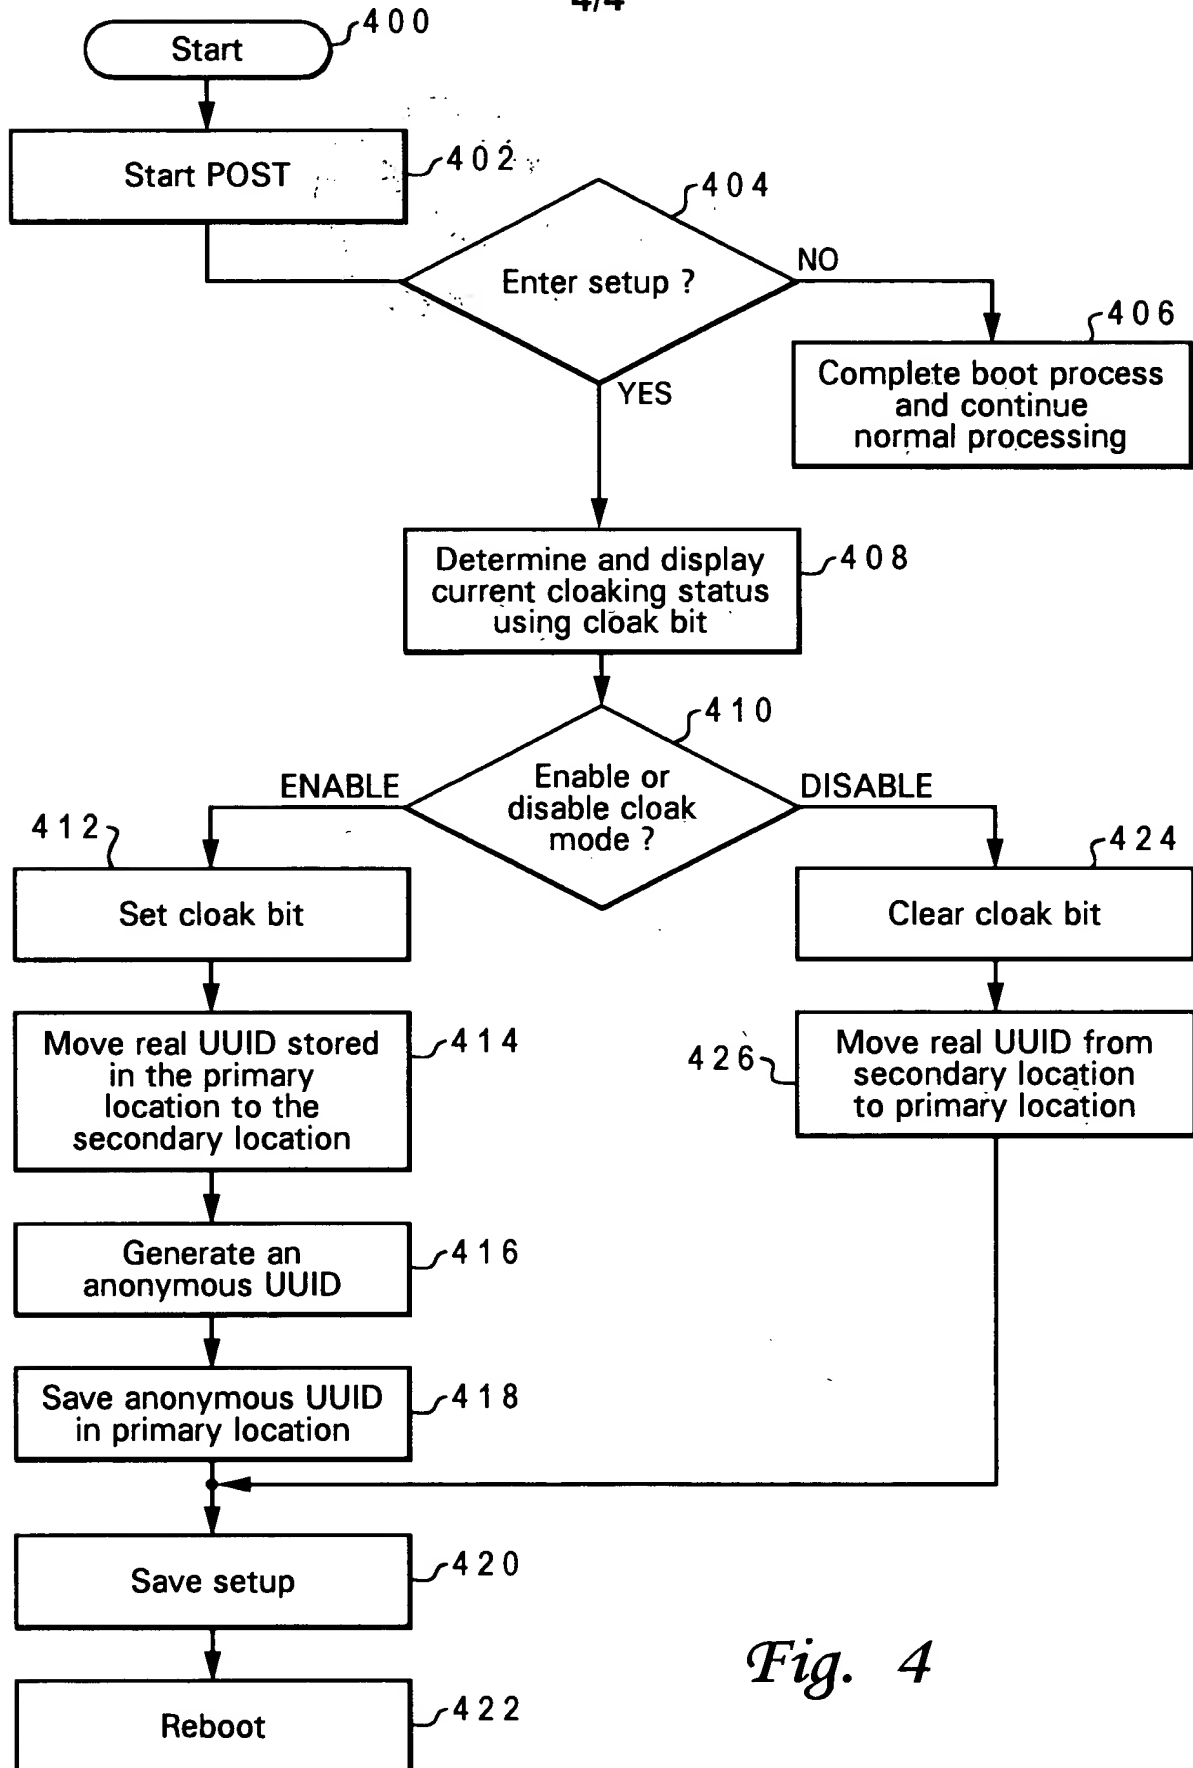 4/4
Start
400
Start POST
402
404
Enter setup ?
NO
YES
406
Complete boot process
and continue
normal processing
Determine and display
current cloaking status
using cloak bit
408
410
Enable or
disable cloak
mode ?
ENABLE
DISABLE
412
Set cloak bit
424
Clear cloak bit
Move real UUID stored
in the primary
location to the
secondary location
414
426
Move real UUID from
secondary location
to primary location
Generate an
anonymous UUID
416
Save anonymous UUID
in primary location
418
Save setup
420
Reboot
422
Fig. 4